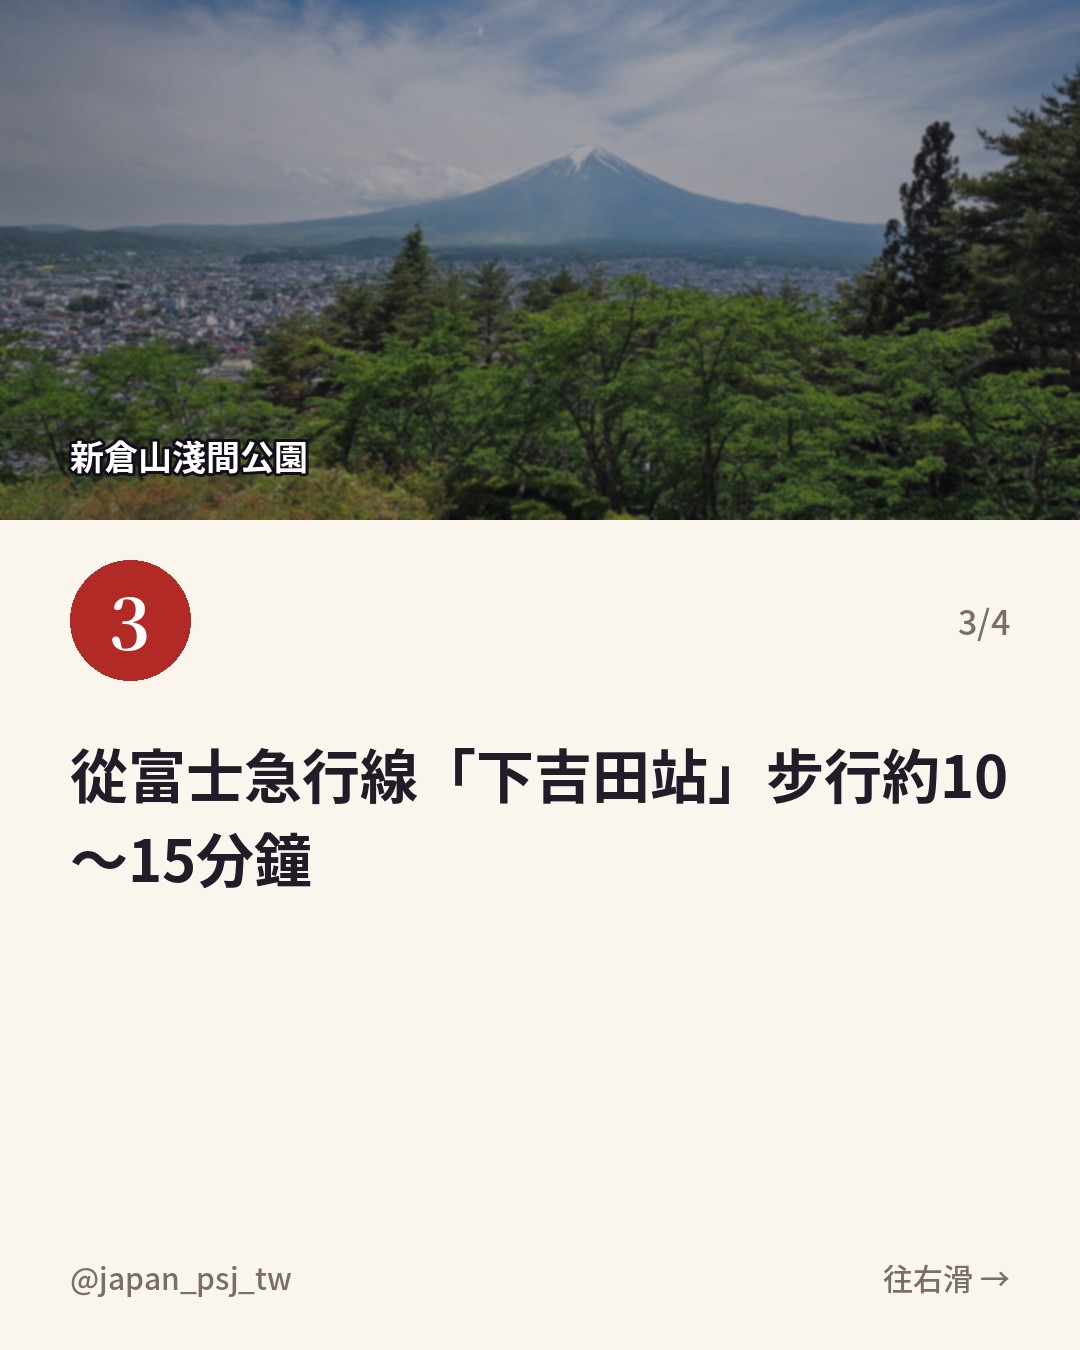 新倉山淺間公園
3
3/4
從富士急行線「下吉田站」步行約10
～15分鐘
@japan_psj_tw
往右滑 →